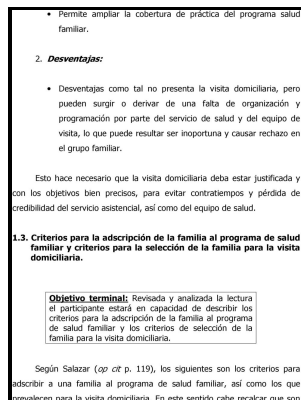 • Permite ampliar la cobertura de práctica del programa salud
familiar.
2. Desventajas:
• Desventajas como tal no presenta la visita domiciliaria, pero
pueden surgir o derivar de una falta de organización y
programación por parte del servicio de salud y del equipo de
visita, lo que puede resultar ser inoportuna y causar rechazo en
el grupo familiar.
Esto hace necesario que la visita domiciliaria deba estar justificada y
con los objetivos bien precisos, para evitar contratiempos y pérdida de
credibilidad del servicio asistencial, así como del equipo de salud.
1.3. Criterios para la adscripción de la familia al programa de salud
familiar y criterios para la selección de la familia para la visita
domiciliaria.
Objetivo terminal: Revisada y analizada la lectura
el participante estará en capacidad de describir los
criterios para la adscripción de la familia al programa
de salud familiar y los criterios de selección de la
familia para la visita domiciliaria.
Según Salazar (op cit p. 119), los siguientes son los criterios para
adscribir a una familia al programa de salud familiar, así como los que
prevalecen para la visita domiciliaria. En este sentido cabe recalcar que son